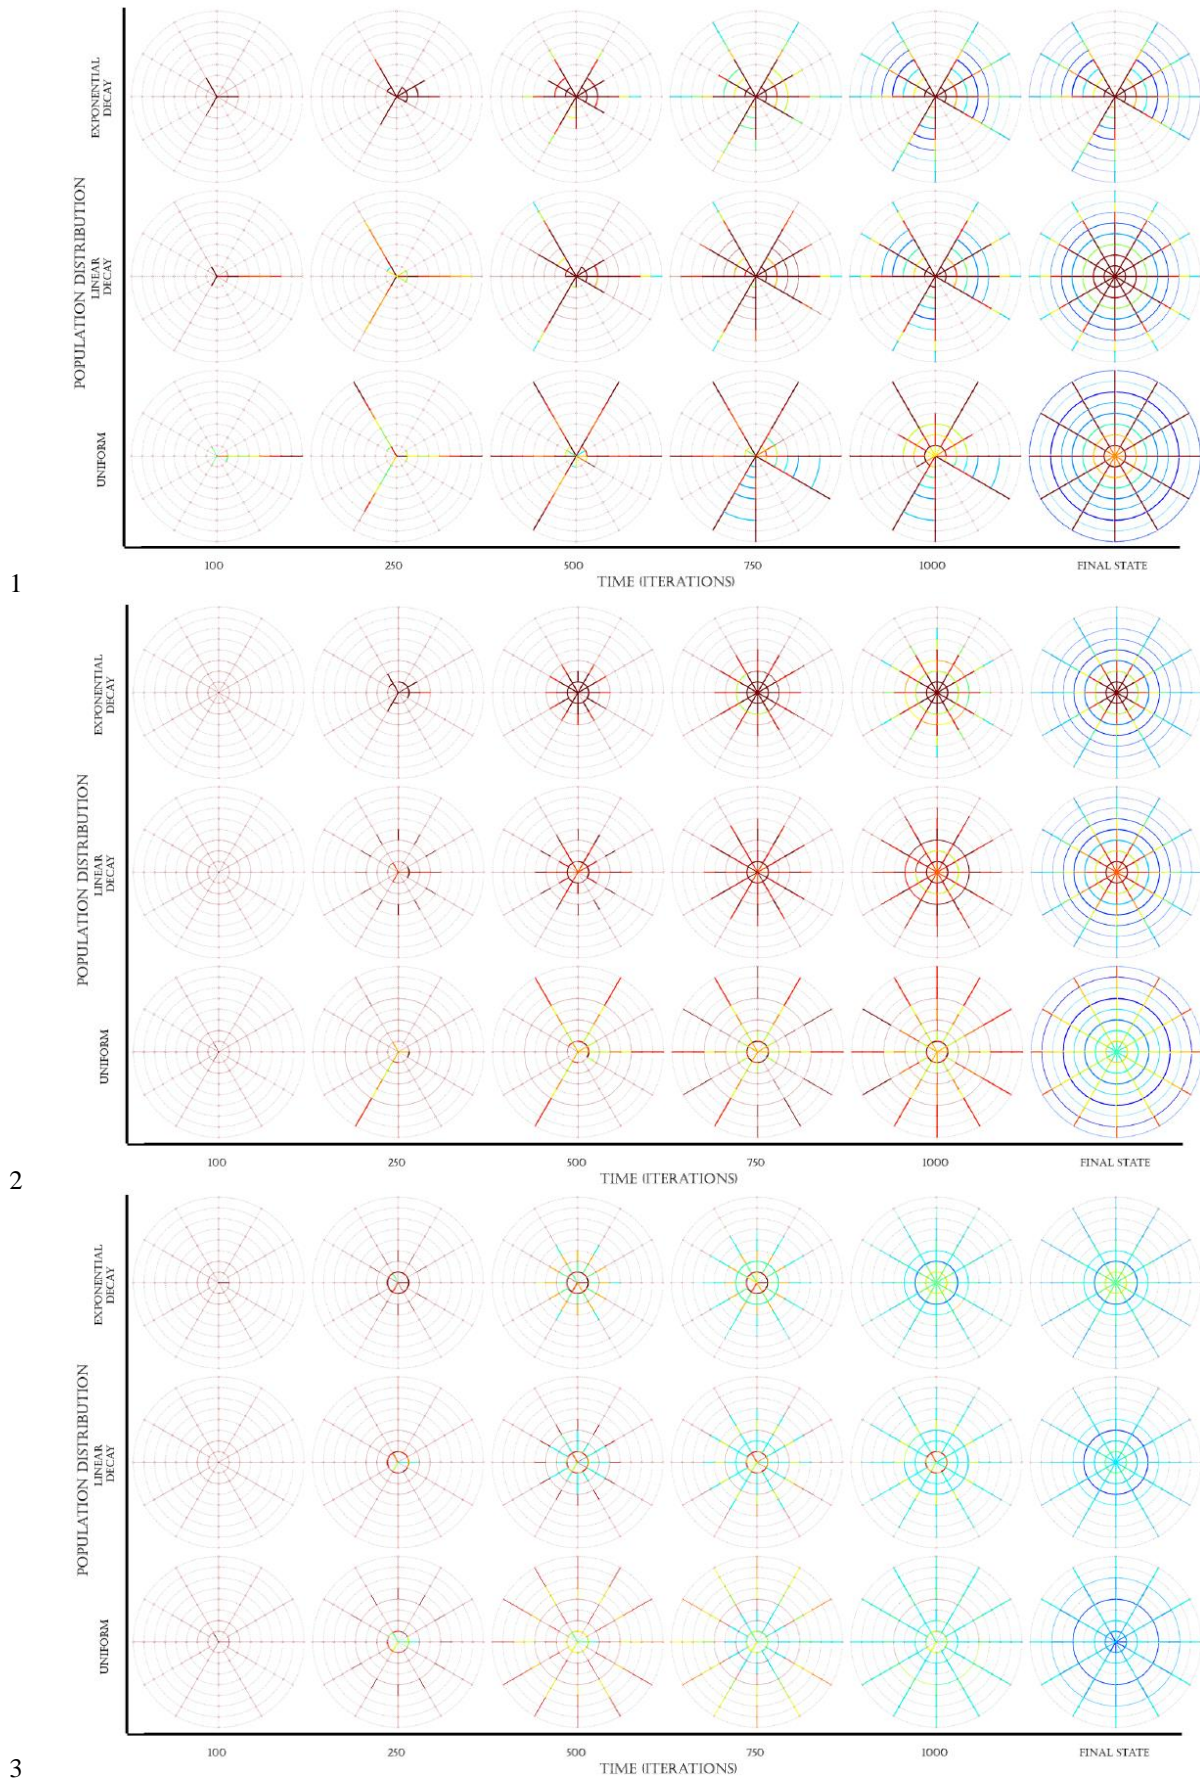 POPULATION DISTRIBUTION
EXPONENTIAL
DECAY
LINEAR
DECAY
UNIFORM
100
250
500
750
1000
FINAL STATE
TIME (ITERATIONS)
1
POPULATION DISTRIBUTION
EXPONENTIAL
DECAY
LINEAR
DECAY
UNIFORM
100
250
500
750
1000
FINAL STATE
TIME (ITERATIONS)
2
POPULATION DISTRIBUTION
EXPONENTIAL
DECAY
LINEAR
DECAY
UNIFORM
100
250
500
750
1000
FINAL STATE
TIME (ITERATIONS)
3